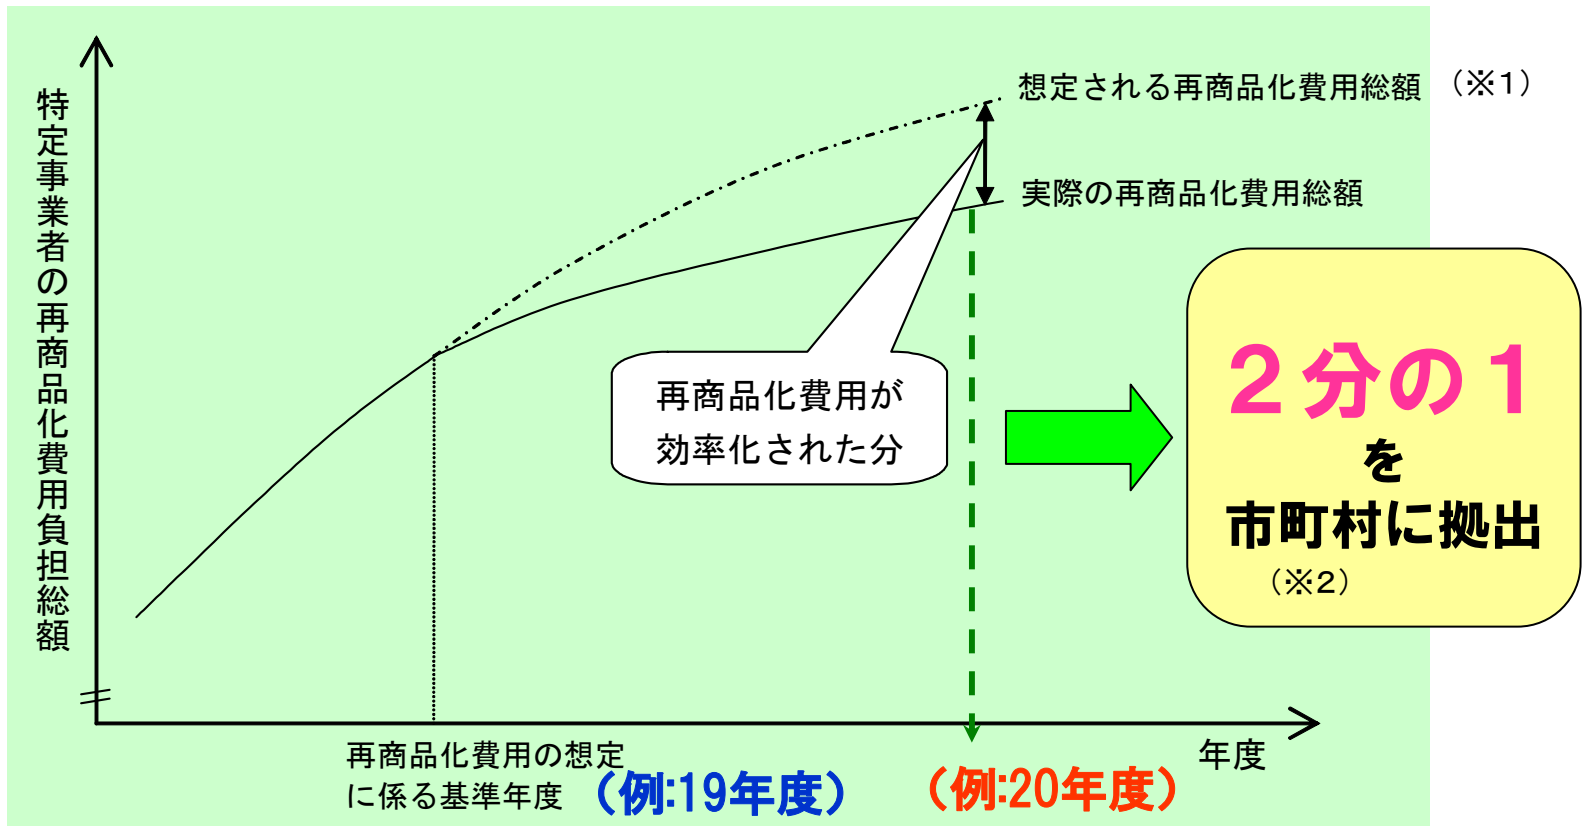 特定事業者の再商品化費用負担総額
想定される再商品化費用総額 (※1)
実際の再商品化費用総額
再商品化費用が
効率化された分
２分の１
を
市町村に拠出
(※2)
再商品化費用の想定
に係る基準年度
(例:19年度)
(例:20年度)
年度